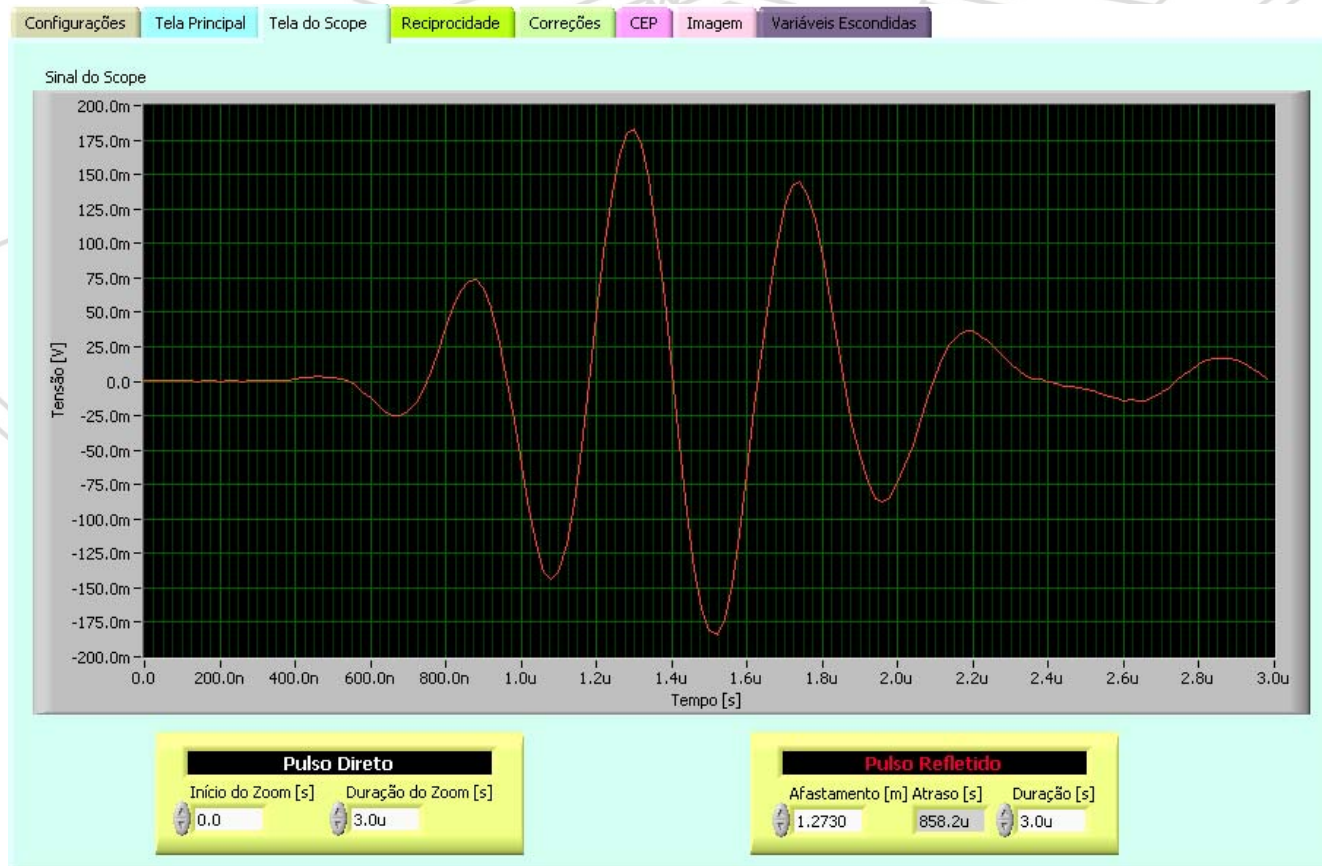 Configurações Tela Principal Tela do Scope Reciprocidade Correções CEP Imagem Variáveis Escondidas
Sinal do Scope
200.0m
175.0m
150.0m
125.0m
100.0m
75.0m
50.0m
25.0m
0.0
-25.0m
-50.0m
-75.0m
-100.0m
-125.0m
-150.0m
-175.0m
-200.0m
Tensão [V]
0.0 200.0n 400.0n 600.0n 800.0n 1.0u 1.2u 1.4u 1.6u 1.8u 2.0u 2.2u 2.4u 2.6u 2.8u 3.0u
Tempo [s]
Pulso Direto
Início do Zoom [s] Duração do Zoom [s]
0.0 3.0u
Pulso Refletido
Afastamento [m] Atraso [s] Duração [s]
1.2730 858.2u 3.0u